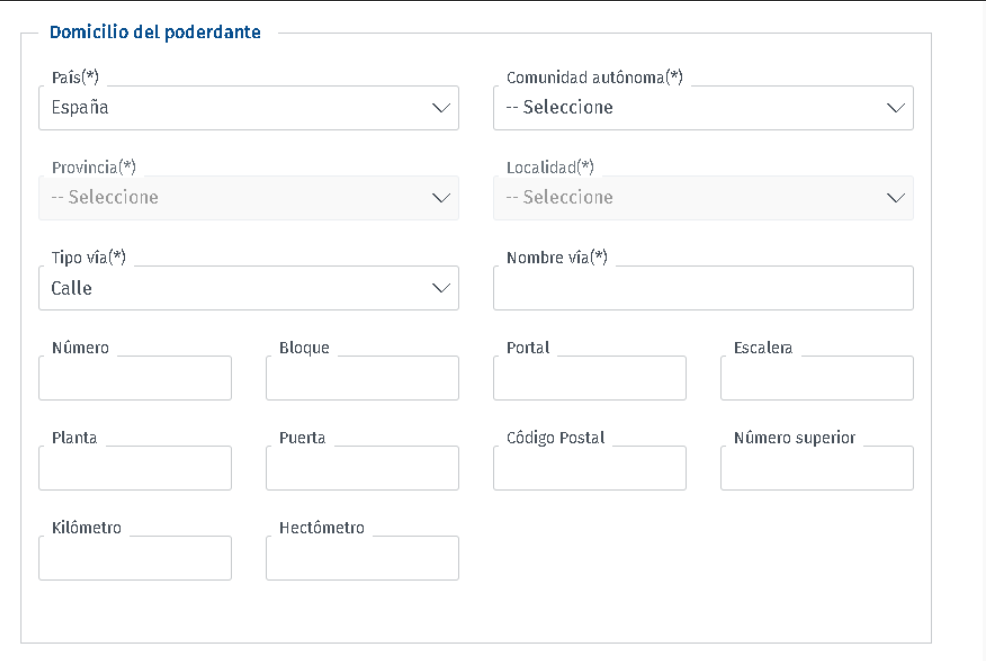 Domicilio del poderdante
País(*) Comunidad autónoma(*)
España -- Seleccione
Provincia(*) Localidad(*)
-- Seleccione -- Seleccione
Tipo vía(*) Nombre vía(*)
Calle
Número Bloque Portal Escalera
Planta Puerta Código Postal Número superior
Kilómetro Hectómetro